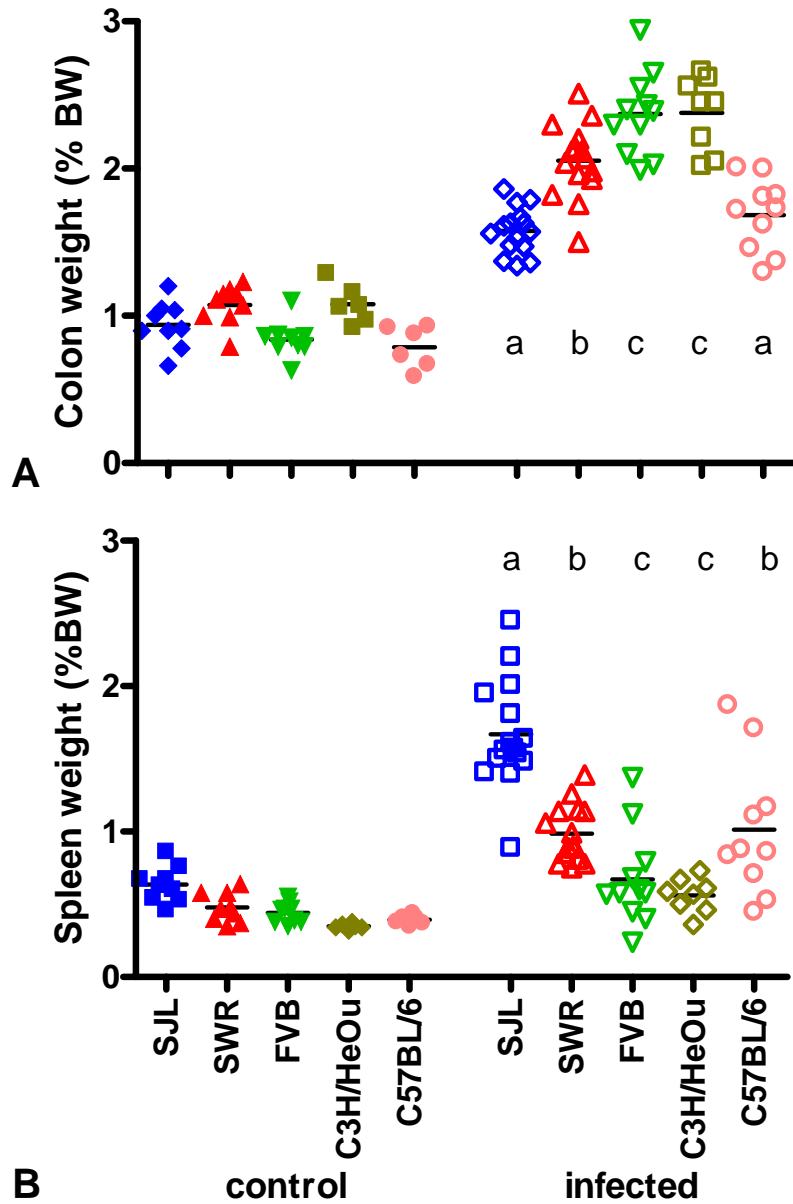 3
2
1
0
Colon weight (% BW)
a b c c a
A
3
2
1
0
Spleen weight (%BW)
a b c c b
SJL
SWR
FVB
C3H/HeOu
C57BL/6
SJL
SWR
FVB
C3H/HeOu
C57BL/6
B control infected